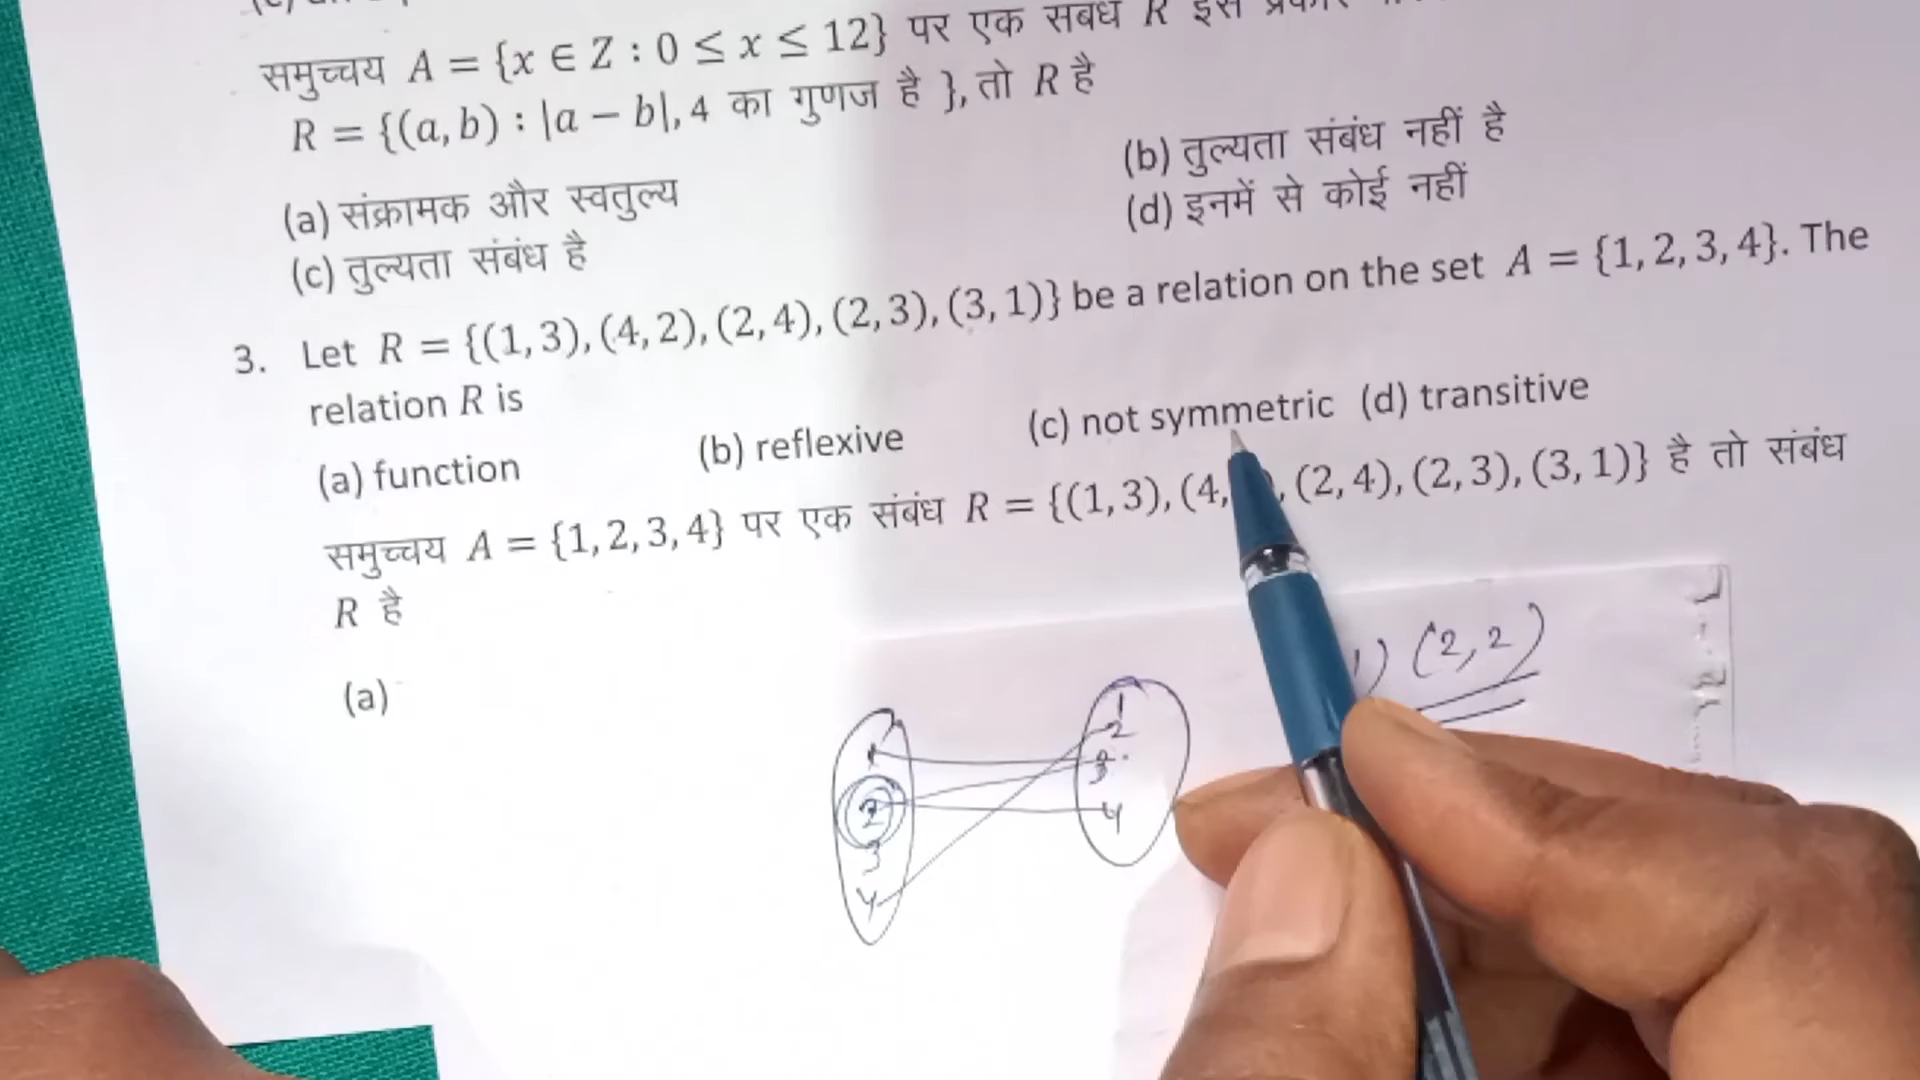 समुच्चय A = {x ∈ Z : 0 ≤ x ≤ 12} पर एक संबंध R इस प्रकार
R = {(a, b) : |a − b|, 4 का गुणज है }, तो R है
(a) संक्रामक और स्वतुल्य (b) तुल्यता संबंध नहीं है
(c) तुल्यता संबंध है (d) इनमें से कोई नहीं
3. Let R = {(1, 3), (4, 2), (2, 4), (2, 3), (3, 1)} be a relation on the set A = {1, 2, 3, 4}. The
relation R is
(a) function (b) reflexive (c) not symmetric (d) transitive
समुच्चय A = {1, 2, 3, 4} पर एक संबंध R = {(1, 3), (4, , (2, 4), (2, 3), (3, 1)} है तो संबंध
R है
(a)
1) (2, 2)
1
2
3
4
1
2
3
4